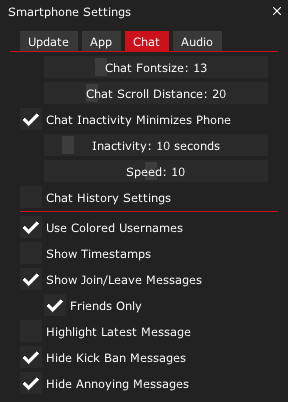 Smartphone Settings
Update App Chat Audio
Chat Fontsize: 13
Chat Scroll Distance: 20
Chat Inactivity Minimizes Phone
Inactivity: 10 seconds
Speed: 10
Chat History Settings
Use Colored Usernames
Show Timestamps
Show Join/Leave Messages
Friends Only
Highlight Latest Message
Hide Kick Ban Messages
Hide Annoying Messages